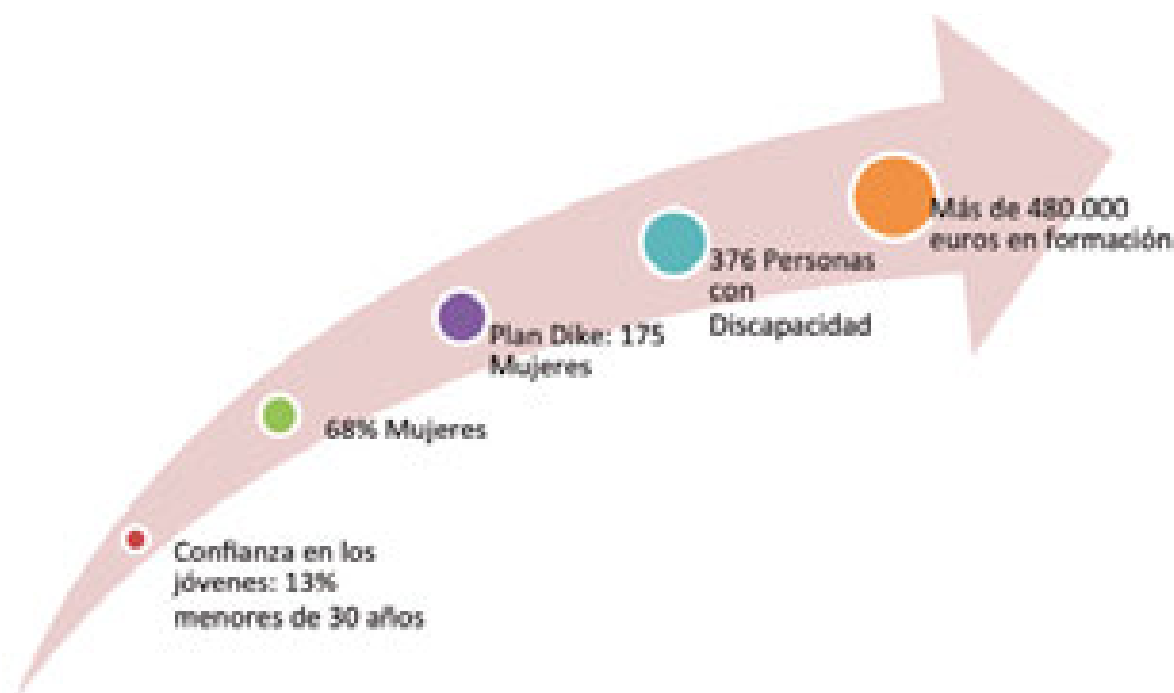 Más de 480.000
euros en formación
376 Personas
con
Discapacidad
Plan Dike: 175
Mujeres
68% Mujeres
Confianza en los
jóvenes: 13%
menores de 30 años